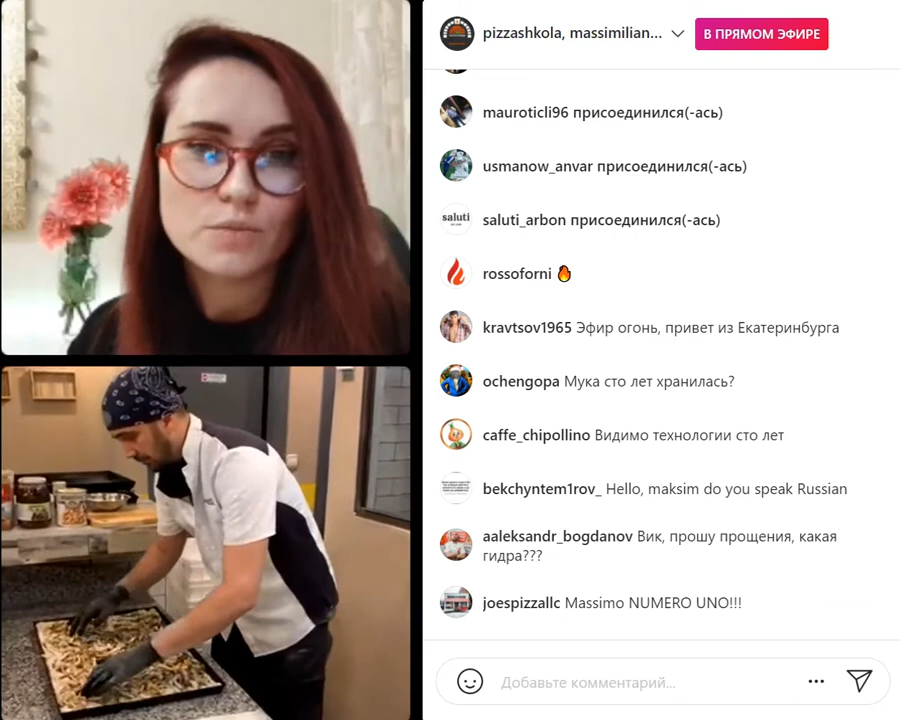 pizzashkola, massimilian...
В ПРЯМОМ ЭФИРЕ
mauroticli96 присоединился(-ась)
usmanow_anvar присоединился(-ась)
saluti
saluti_arbon присоединился(-ась)
rossoforni 🔥
kravtsov1965 Эфир огонь, привет из Екатеринбурга
ochengopa Мука сто лет хранилась?
caffe_chipollino Видимо технологии сто лет
bekchyntem1rov_ Hello, maksim do you speak Russian
aaleksandr_bogdanov Вик, прошу прощения, какая
гидра???
joespizzallc Massimo NUMERO UNO!!!
Добавьте комментарий...